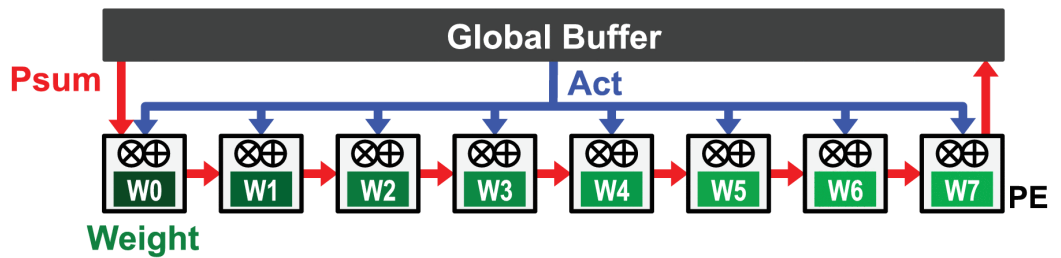 Global Buffer
Psum
Act
W0 W1 W2 W3 W4 W5 W6 W7
PE
Weight